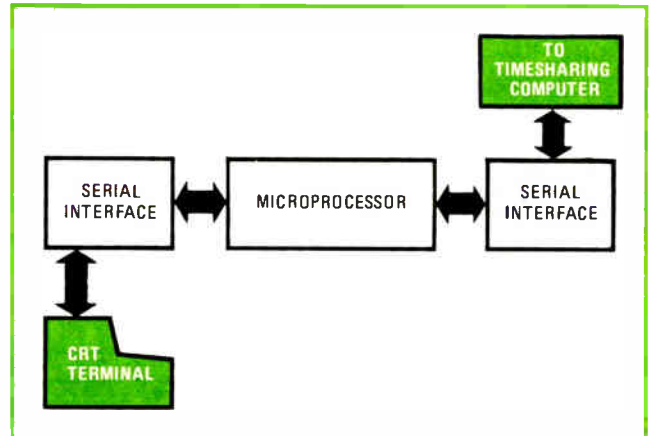 TO
TIMESHARING
COMPUTER
SERIAL
INTERFACE
MICROPROCESSOR
SERIAL
INTERFACE
CRT
TERMINAL